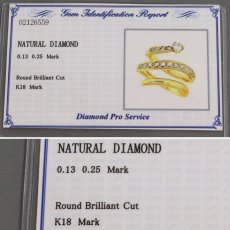 Gem Identification Report
02126559
NATURAL DIAMOND
0.13 0.25 Mark
Round Brilliant Cut
K18 Mark
Diamond Pro Service
NATURAL DIAMOND
0.13 0.25 Mark
Round Brilliant Cut
K18 Mark